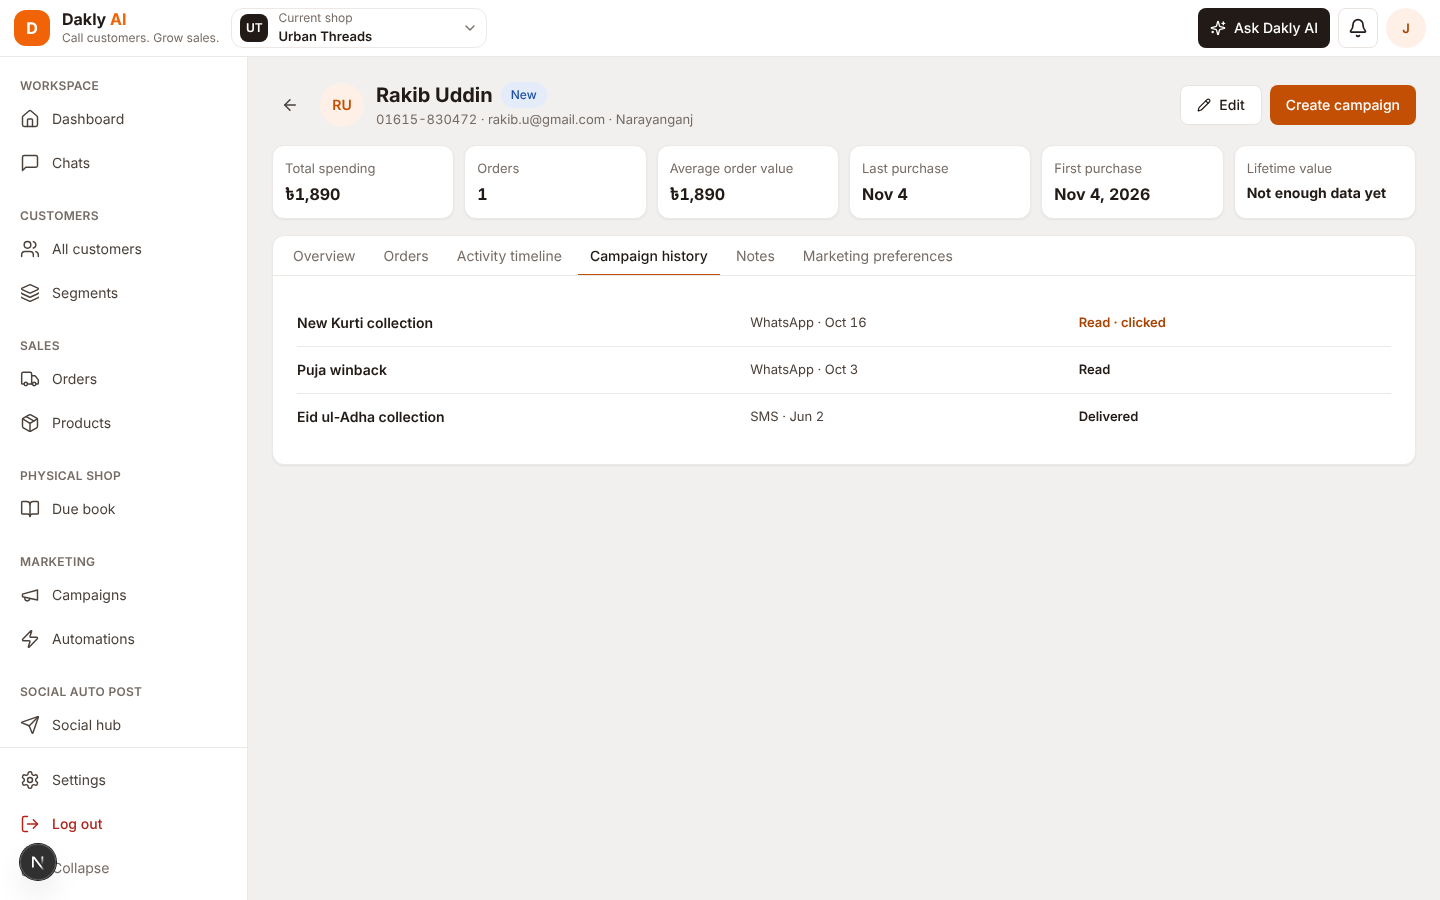 D
Dakly AI
Call customers. Grow sales.
UT
Current shop
Urban Threads
Ask Dakly AI
J
WORKSPACE
Dashboard
Chats
CUSTOMERS
All customers
Segments
SALES
Orders
Products
PHYSICAL SHOP
Due book
MARKETING
Campaigns
Automations
SOCIAL AUTO POST
Social hub
Settings
Log out
Collapse
N
RU
Rakib Uddin New
01615-830472 · rakib.u@gmail.com · Narayanganj
Edit
Create campaign
Total spending
৳1,890
Orders
1
Average order value
৳1,890
Last purchase
Nov 4
First purchase
Nov 4, 2026
Lifetime value
Not enough data yet
Overview Orders Activity timeline Campaign history Notes Marketing preferences
New Kurti collection WhatsApp · Oct 16 Read · clicked
Puja winback WhatsApp · Oct 3 Read
Eid ul-Adha collection SMS · Jun 2 Delivered